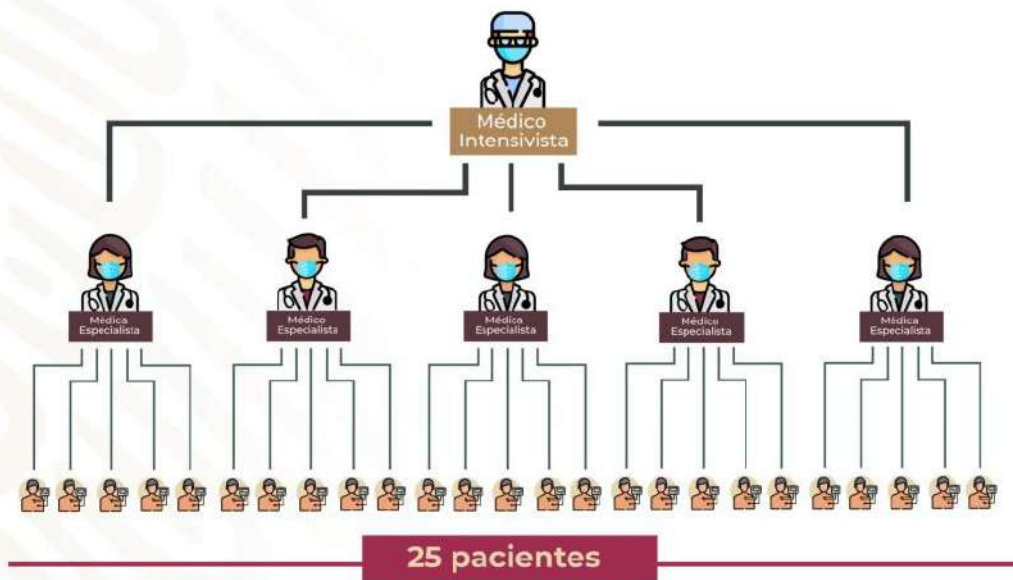 Médico
Intensivista
Médica
Especialista
Médico
Especialista
Médica
Especialista
Médico
Especialista
Médica
Especialista
25 pacientes